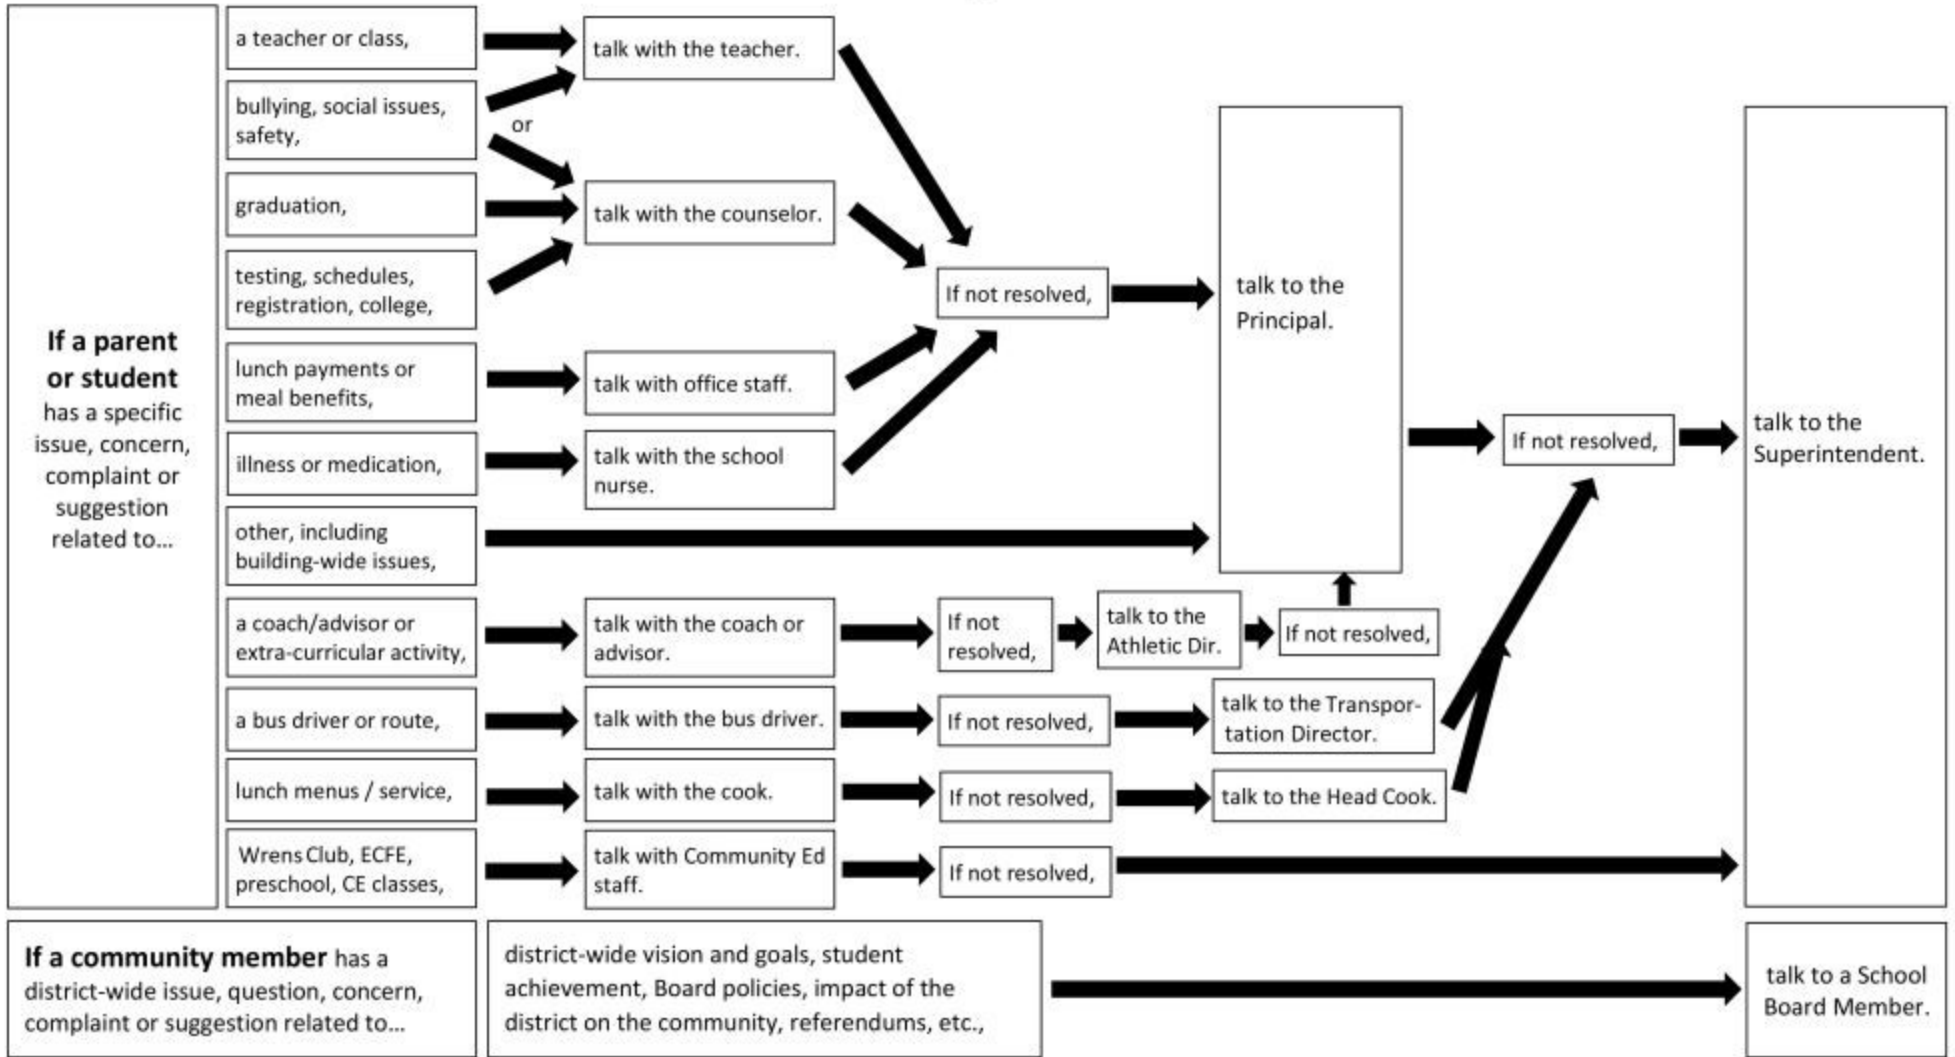 If a parent
or student
has a specific
issue, concern,
complaint or
suggestion
related to...
a teacher or class,
talk with the teacher.
bullying, social issues,
safety,
or
graduation,
talk with the counselor.
testing, schedules,
registration, college,
If not resolved,
talk to the
Principal.
lunch payments or
meal benefits,
talk with office staff.
illness or medication,
talk with the school
nurse.
If not resolved,
talk to the
Superintendent.
other, including
building-wide issues,
a coach/advisor or
extra-curricular activity,
talk with the coach or
advisor.
If not
resolved,
talk to the
Athletic Dir.
If not resolved,
a bus driver or route,
talk with the bus driver.
If not resolved,
talk to the Transpor-
tation Director.
lunch menus / service,
talk with the cook.
If not resolved,
talk to the Head Cook.
Wrens Club, ECFE,
preschool, CE classes,
talk with Community Ed
staff.
If not resolved,
If a community member has a
district-wide issue, question, concern,
complaint or suggestion related to...
district-wide vision and goals, student
achievement, Board policies, impact of the
district on the community, referendums, etc.,
talk to a School
Board Member.